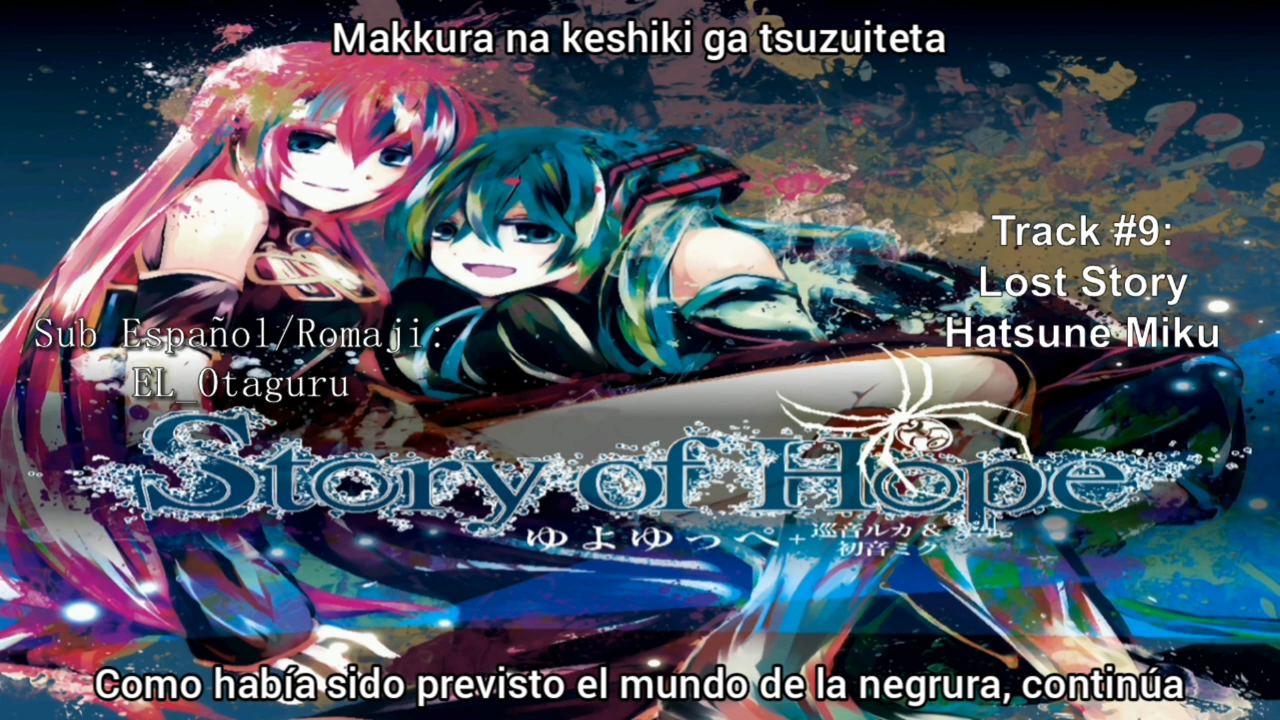 Makkura na keshiki ga tsuzuiteta
Track #9:
Lost Story
Hatsune Miku
Sub Español/Romaji:
EL_Otaguru
Story of Hope
ゆよゆっぺ+巡音ルカ &
初音ミク
Como había sido previsto el mundo de la negrura, continúa